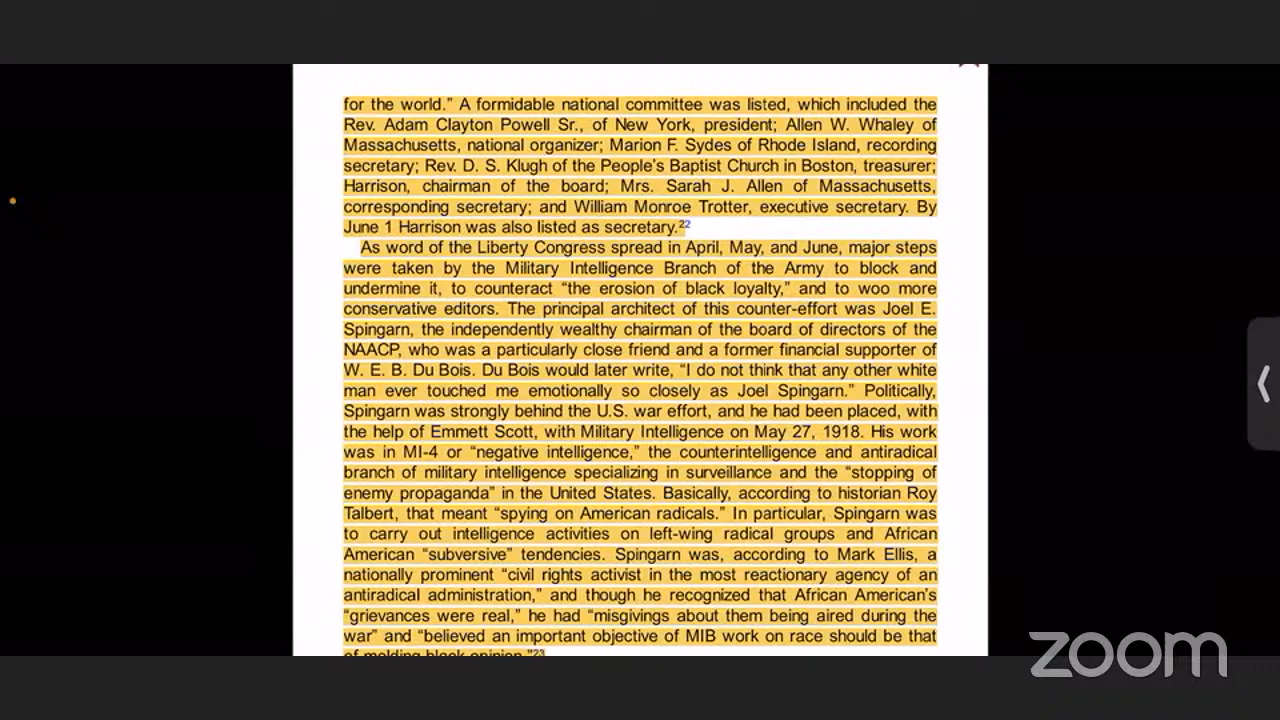 for the world.” A formidable national committee was listed, which included the
Rev. Adam Clayton Powell Sr., of New York, president; Allen W. Whaley of
Massachusetts, national organizer; Marion F. Sydes of Rhode Island, recording
secretary; Rev. D. S. Klugh of the People’s Baptist Church in Boston, treasurer;
Harrison, chairman of the board; Mrs. Sarah J. Allen of Massachusetts,
corresponding secretary; and William Monroe Trotter, executive secretary. By
June 1 Harrison was also listed as secretary.22
As word of the Liberty Congress spread in April, May, and June, major steps
were taken by the Military Intelligence Branch of the Army to block and
undermine it, to counteract “the erosion of black loyalty,” and to woo more
conservative editors. The principal architect of this counter-effort was Joel E.
Spingarn, the independently wealthy chairman of the board of directors of the
NAACP, who was a particularly close friend and a former financial supporter of
W. E. B. Du Bois. Du Bois would later write, “I do not think that any other white
man ever touched me emotionally so closely as Joel Spingarn.” Politically,
Spingarn was strongly behind the U.S. war effort, and he had been placed, with
the help of Emmett Scott, with Military Intelligence on May 27, 1918. His work
was in MI-4 or “negative intelligence,” the counterintelligence and antiradical
branch of military intelligence specializing in surveillance and the “stopping of
enemy propaganda” in the United States. Basically, according to historian Roy
Talbert, that meant “spying on American radicals.” In particular, Spingarn was
to carry out intelligence activities on left-wing radical groups and African
American “subversive” tendencies. Spingarn was, according to Mark Ellis, a
nationally prominent “civil rights activist in the most reactionary agency of an
antiradical administration,” and though he recognized that African American’s
“grievances were real,” he had “misgivings about them being aired during the
war” and “believed an important objective of MIB work on race should be that
of molding black opinion.”23
zoom